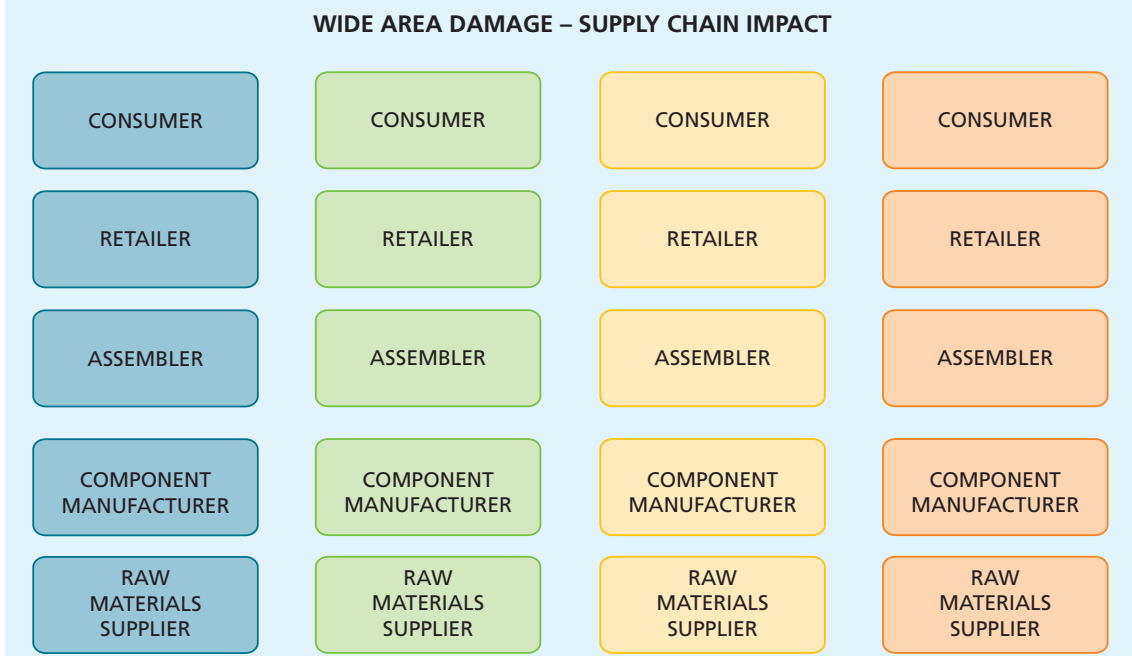 WIDE AREA DAMAGE – SUPPLY CHAIN IMPACT
CONSUMER
CONSUMER
CONSUMER
CONSUMER
RETAILER
RETAILER
RETAILER
RETAILER
ASSEMBLER
ASSEMBLER
ASSEMBLER
ASSEMBLER
COMPONENT
MANUFACTURER
COMPONENT
MANUFACTURER
COMPONENT
MANUFACTURER
COMPONENT
MANUFACTURER
RAW
MATERIALS
SUPPLIER
RAW
MATERIALS
SUPPLIER
RAW
MATERIALS
SUPPLIER
RAW
MATERIALS
SUPPLIER